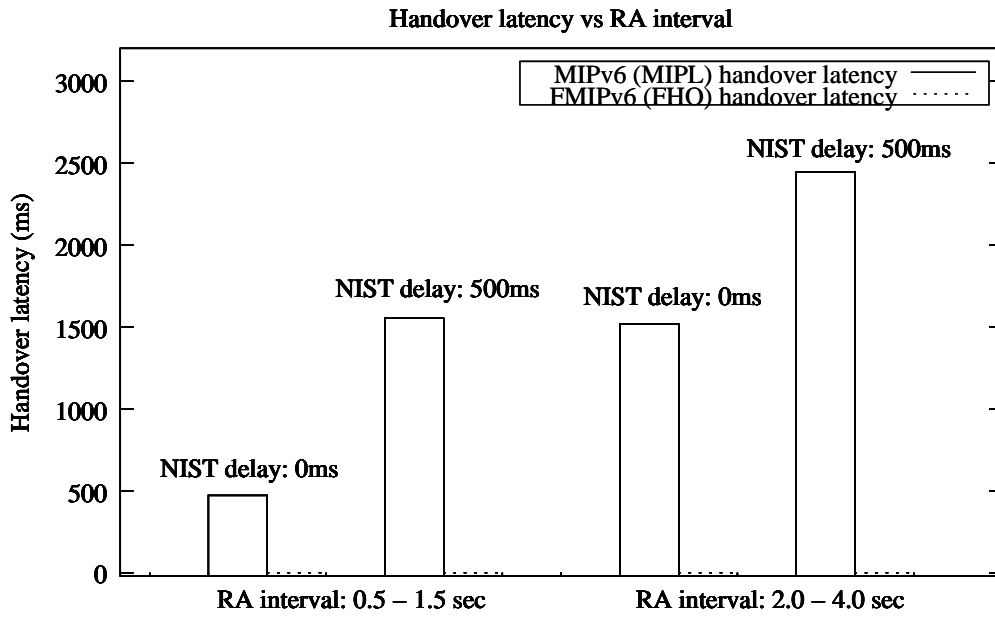 Handover latency vs RA interval
MIPv6 (MIPL) handover latency
FMIPv6 (FHO) handover latency
Handover latency (ms)
3000
2500
2000
1500
1000
500
0
NIST delay: 500ms
NIST delay: 500ms
NIST delay: 0ms
NIST delay: 0ms
RA interval: 0.5 – 1.5 sec
RA interval: 2.0 – 4.0 sec